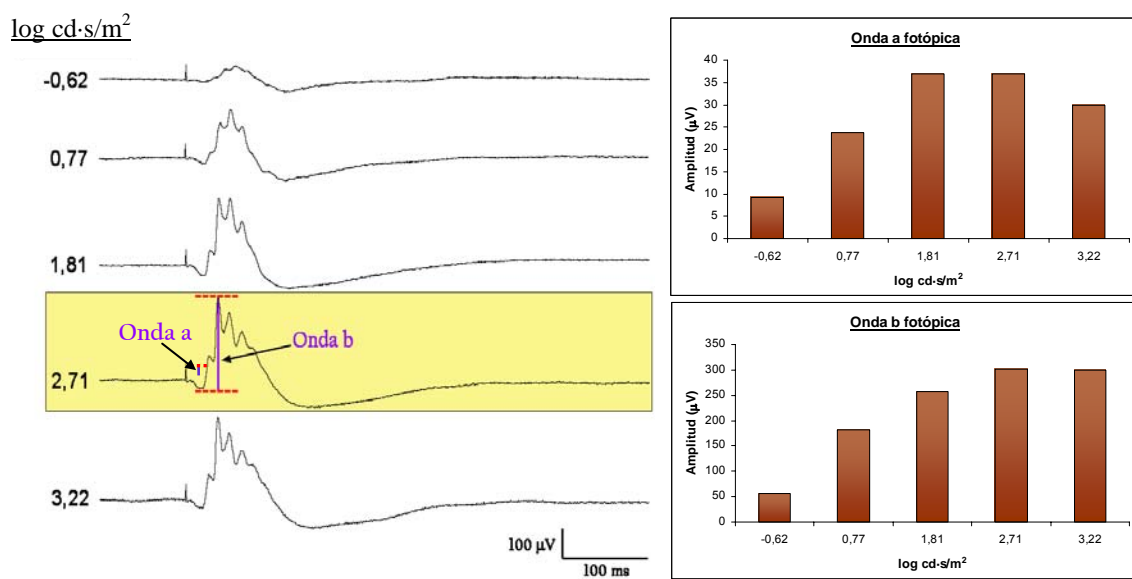 log cd·s/m²
-0,62
0,77
1,81
Onda a
Onda b
2,71
3,22
100 µV
100 ms
Onda a fotópica
Amplitud (µV)
40
35
30
25
20
15
10
5
0
-0,62 0,77 1,81 2,71 3,22
log cd·s/m²
Onda b fotópica
Amplitud (µV)
350
300
250
200
150
100
50
0
-0,62 0,77 1,81 2,71 3,22
log cd·s/m²